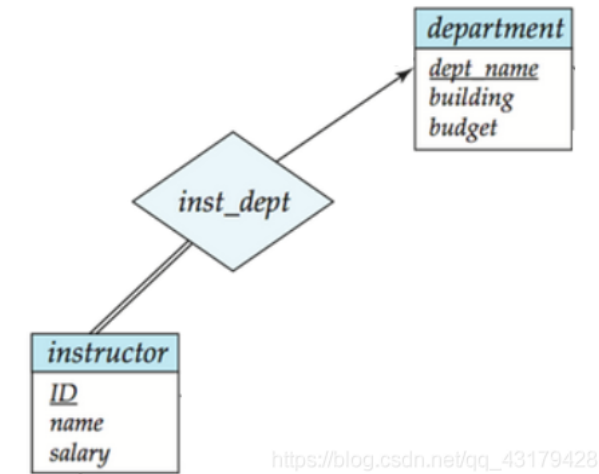 department
dept_name
building
budget
inst_dept
instructor
ID
name
salary
https://blog.csdn.net/qq_43179428